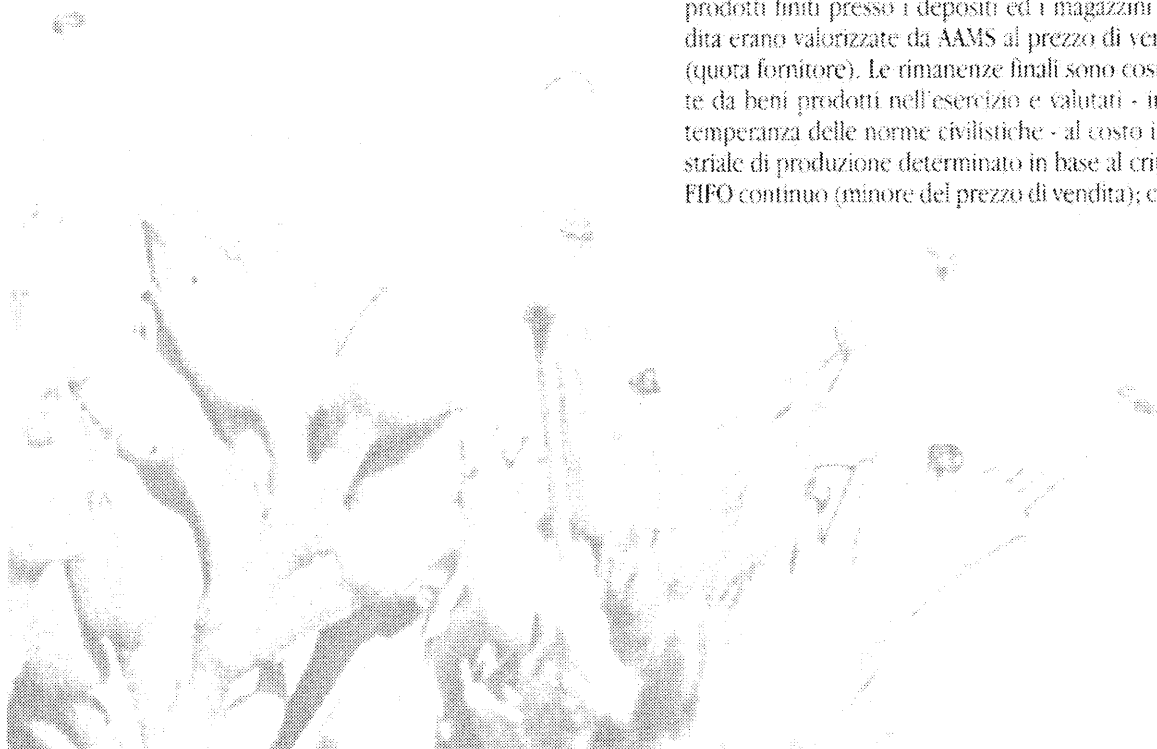 prodotti finiti presso i depositi ed i magazzini
dita erano valorizzate da AAMS al prezzo di ver
(quota fornitore). Le rimanenze finali sono cos
te da beni prodotti nell'esercizio e valutati - i
temperanza delle norme civilistiche - al costo i
striale di produzione determinato in base al cri
FIFO continuo (minore del prezzo di vendita); c